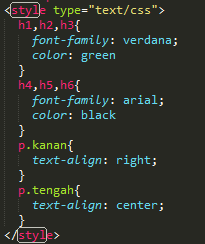 <style type="text/css">
h1,h2,h3{
font-family: verdana;
color: green
}
h4,h5,h6{
font-family: arial;
color: black
}
p.kanan{
text-align: right;
}
p.tengah{
text-align: center;
}
</style>